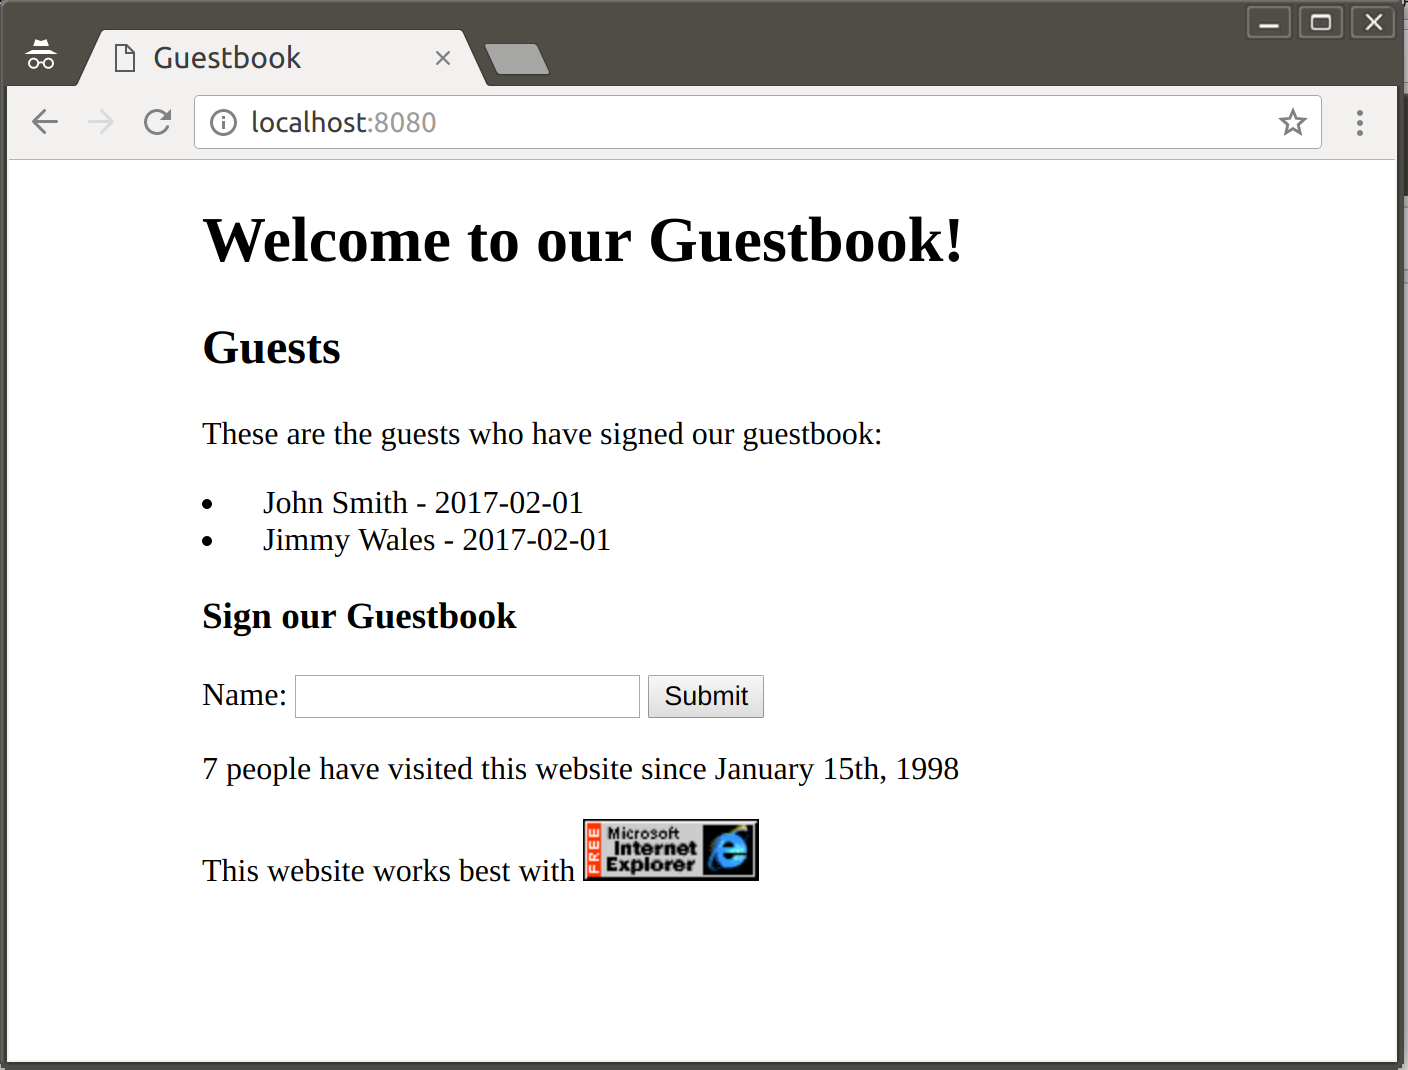 Guestbook
localhost:8080
Welcome to our Guestbook!
Guests
These are the guests who have signed our guestbook:
• John Smith - 2017-02-01
• Jimmy Wales - 2017-02-01
Sign our Guestbook
Name: Submit
7 people have visited this website since January 15th, 1998
FREE Microsoft
Internet
Explorer
This website works best with